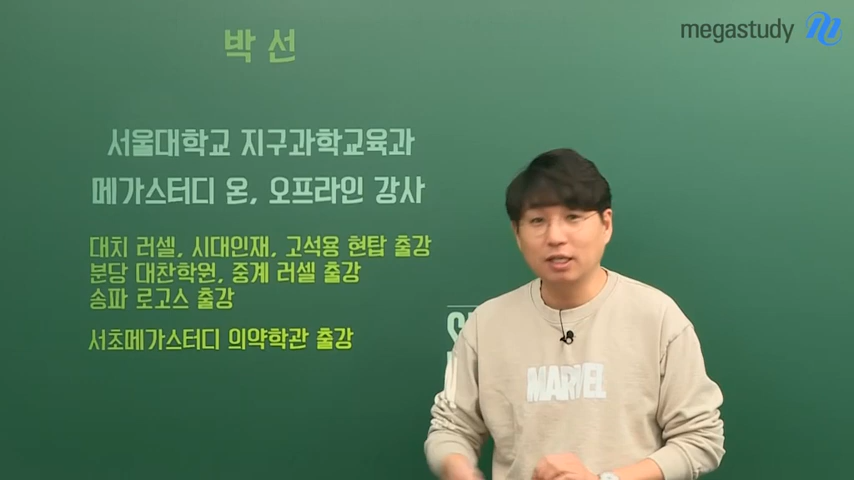 megastudy
박 선
서울대학교 지구과학교육과
메가스터디 온, 오프라인 강사
대치 러셀, 시대인재, 고석용 현탑 출강
분당 대찬학원, 중계 러셀 출강
송파 로고스 출강
서초메가스터디 의약학관 출강
MARVEL